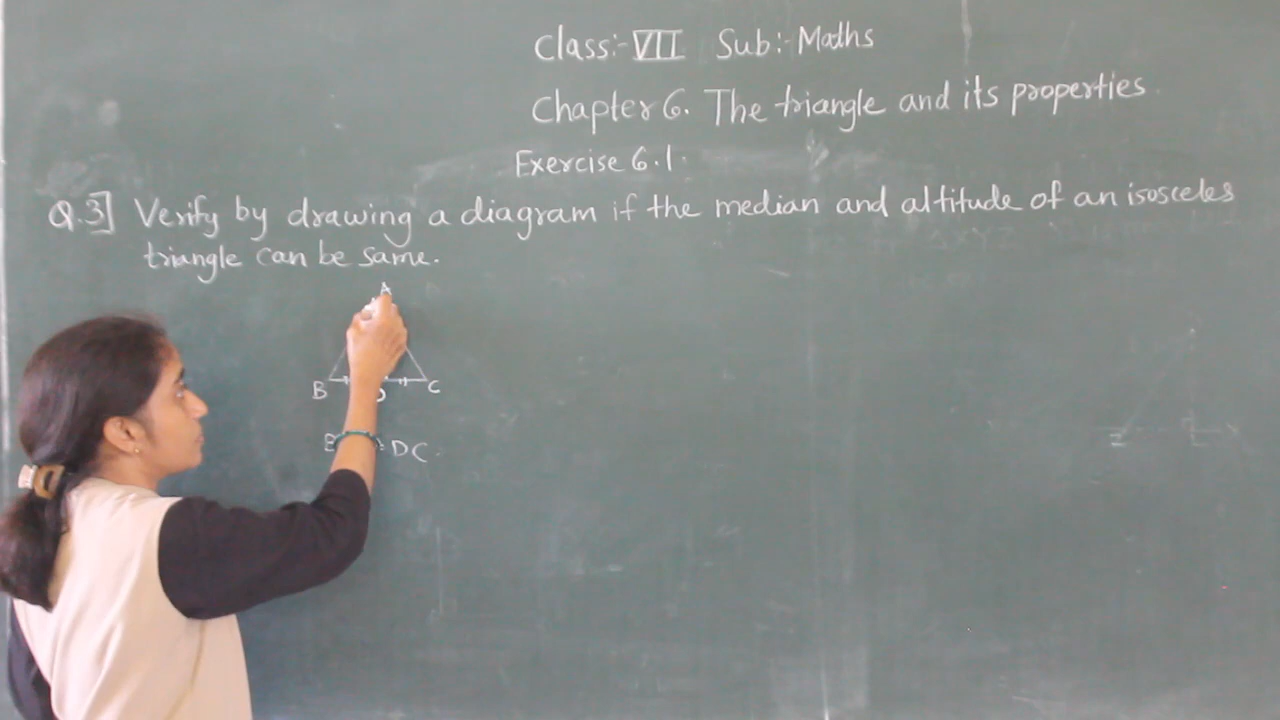 Class:- VII Sub:- Maths
Chapter 6. The triangle and its properties
Exercise 6.1.
Q.3] Verify by drawing a diagram if the median and altitude of an isosceles
triangle can be same.
A
B D C
DC